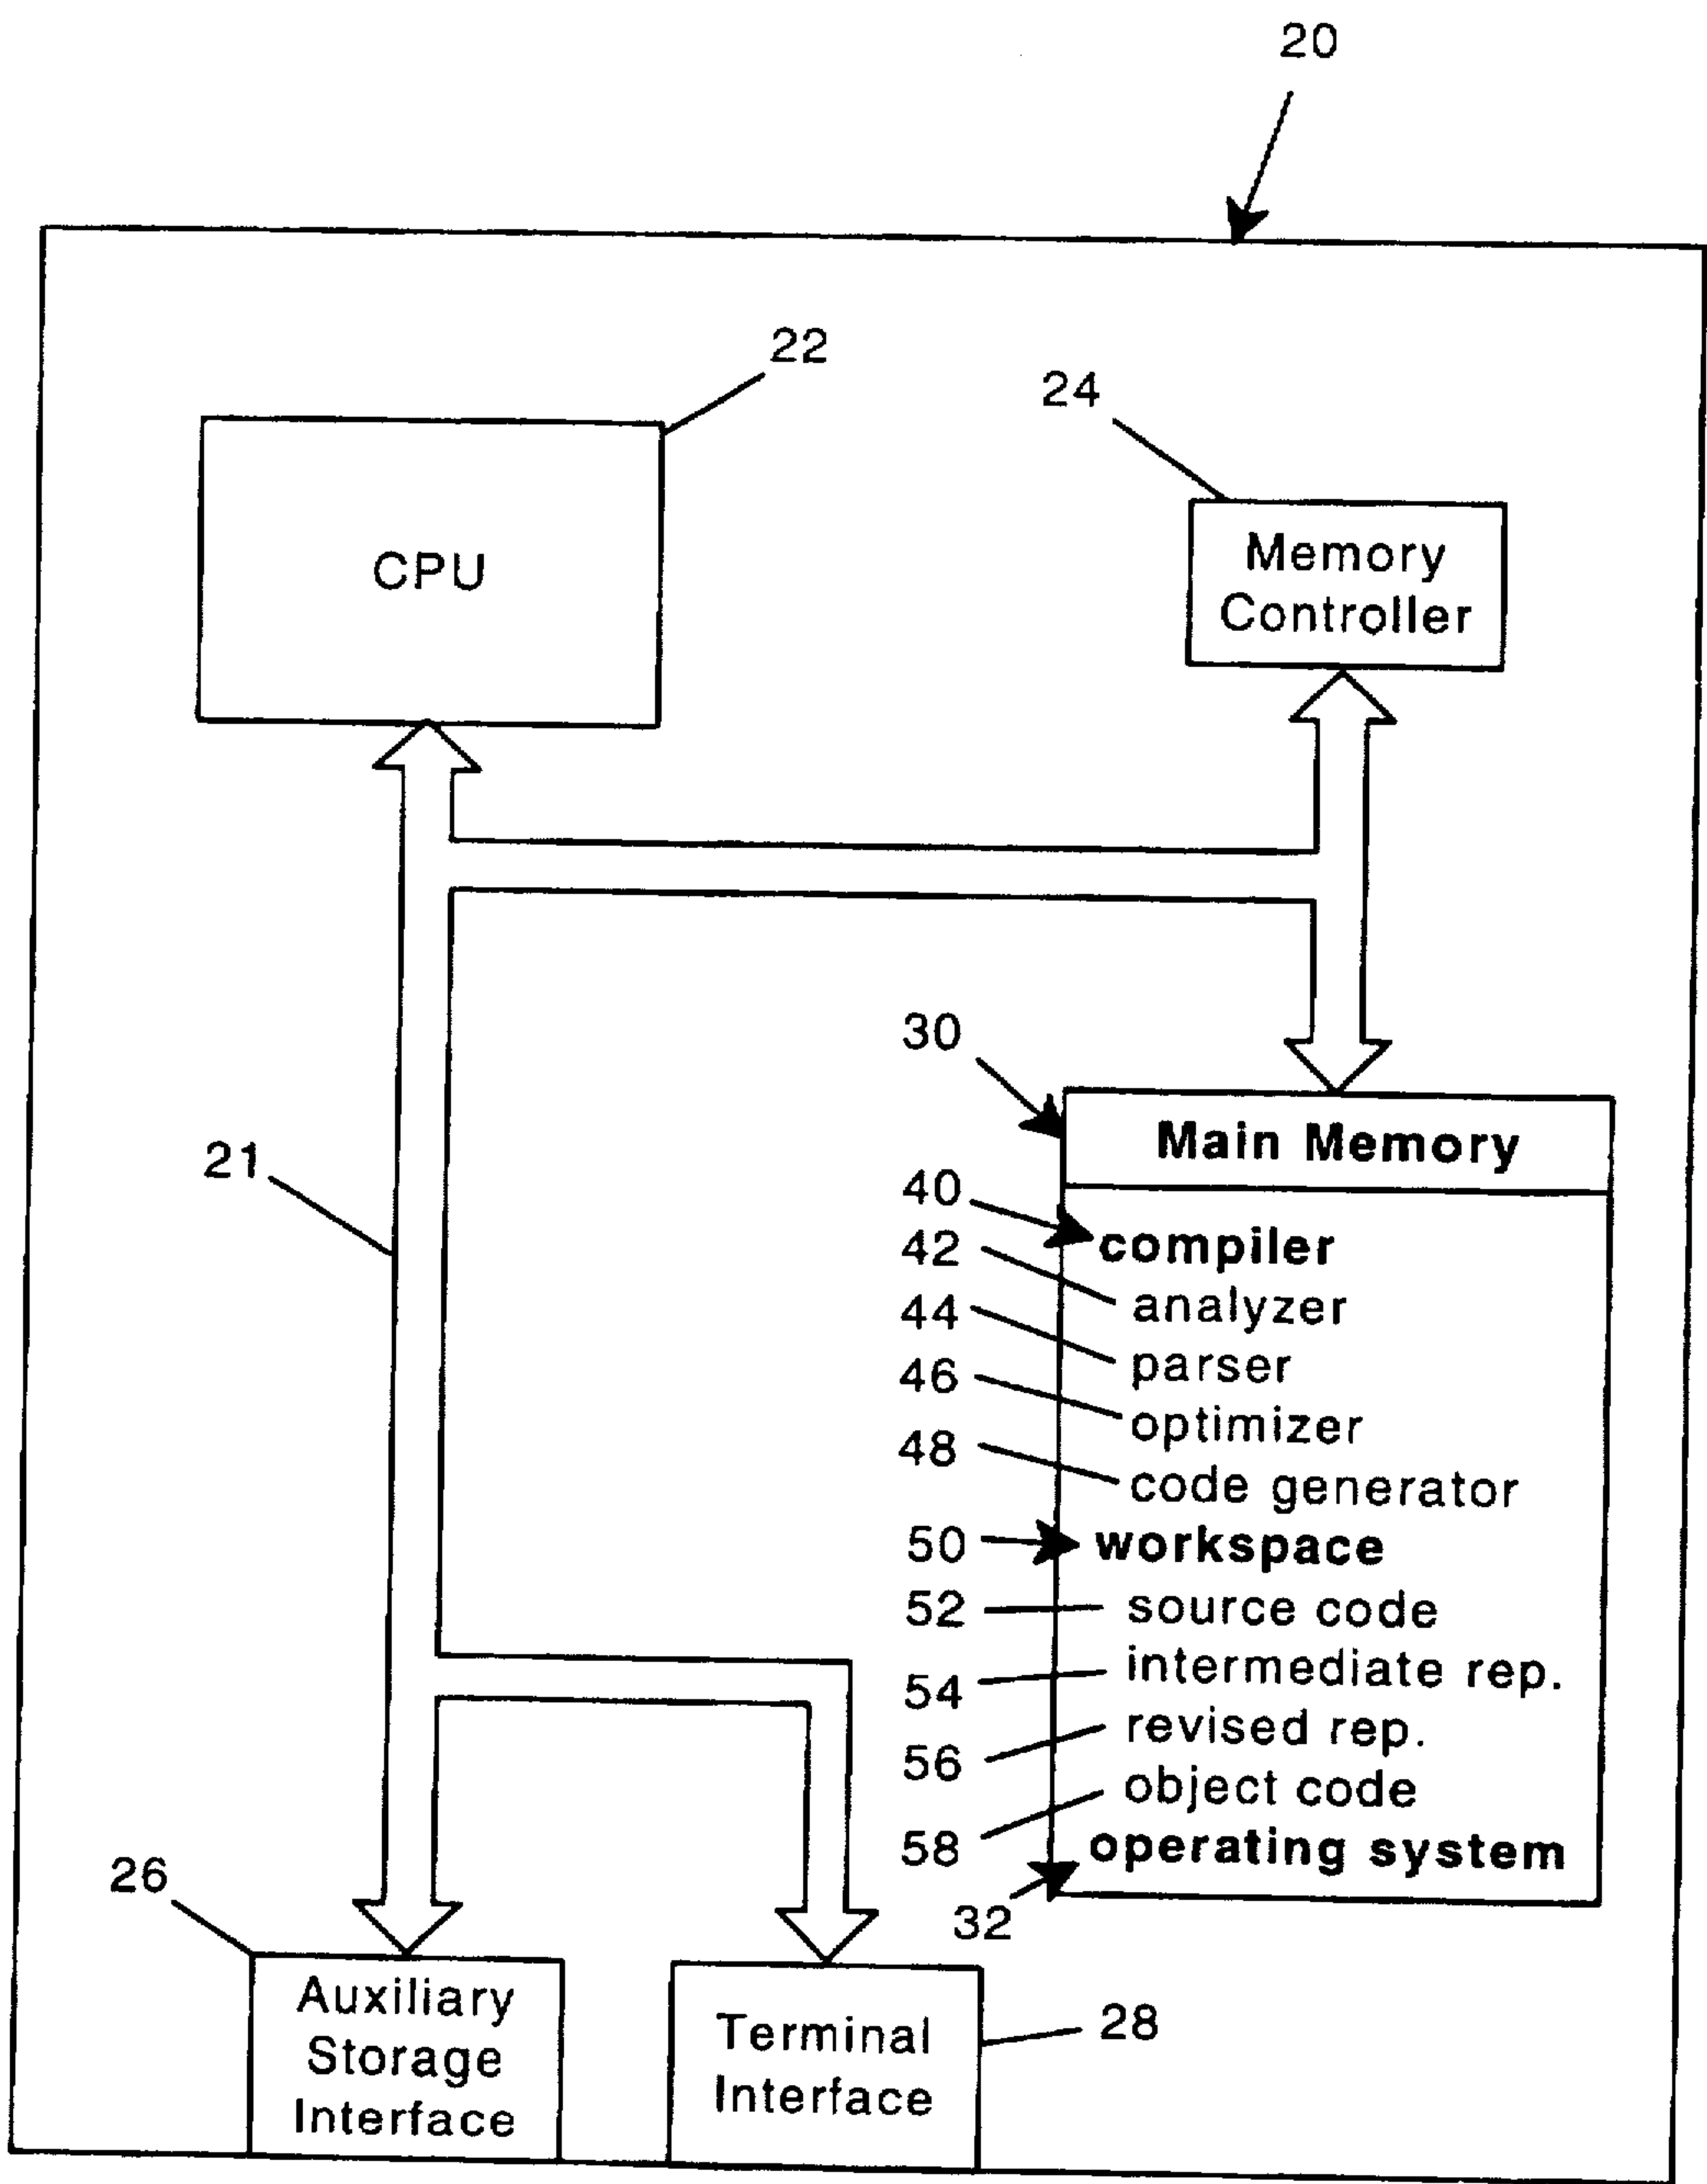 20
22
24
CPU
Memory
Controller
30
Main Memory
21
40
compiler
42
analyzer
44
parser
46
optimizer
48
code generator
50
workspace
52
source code
54
intermediate rep.
56
revised rep.
58
object code
32
operating system
26
Auxiliary
Storage
Interface
Terminal
Interface
28